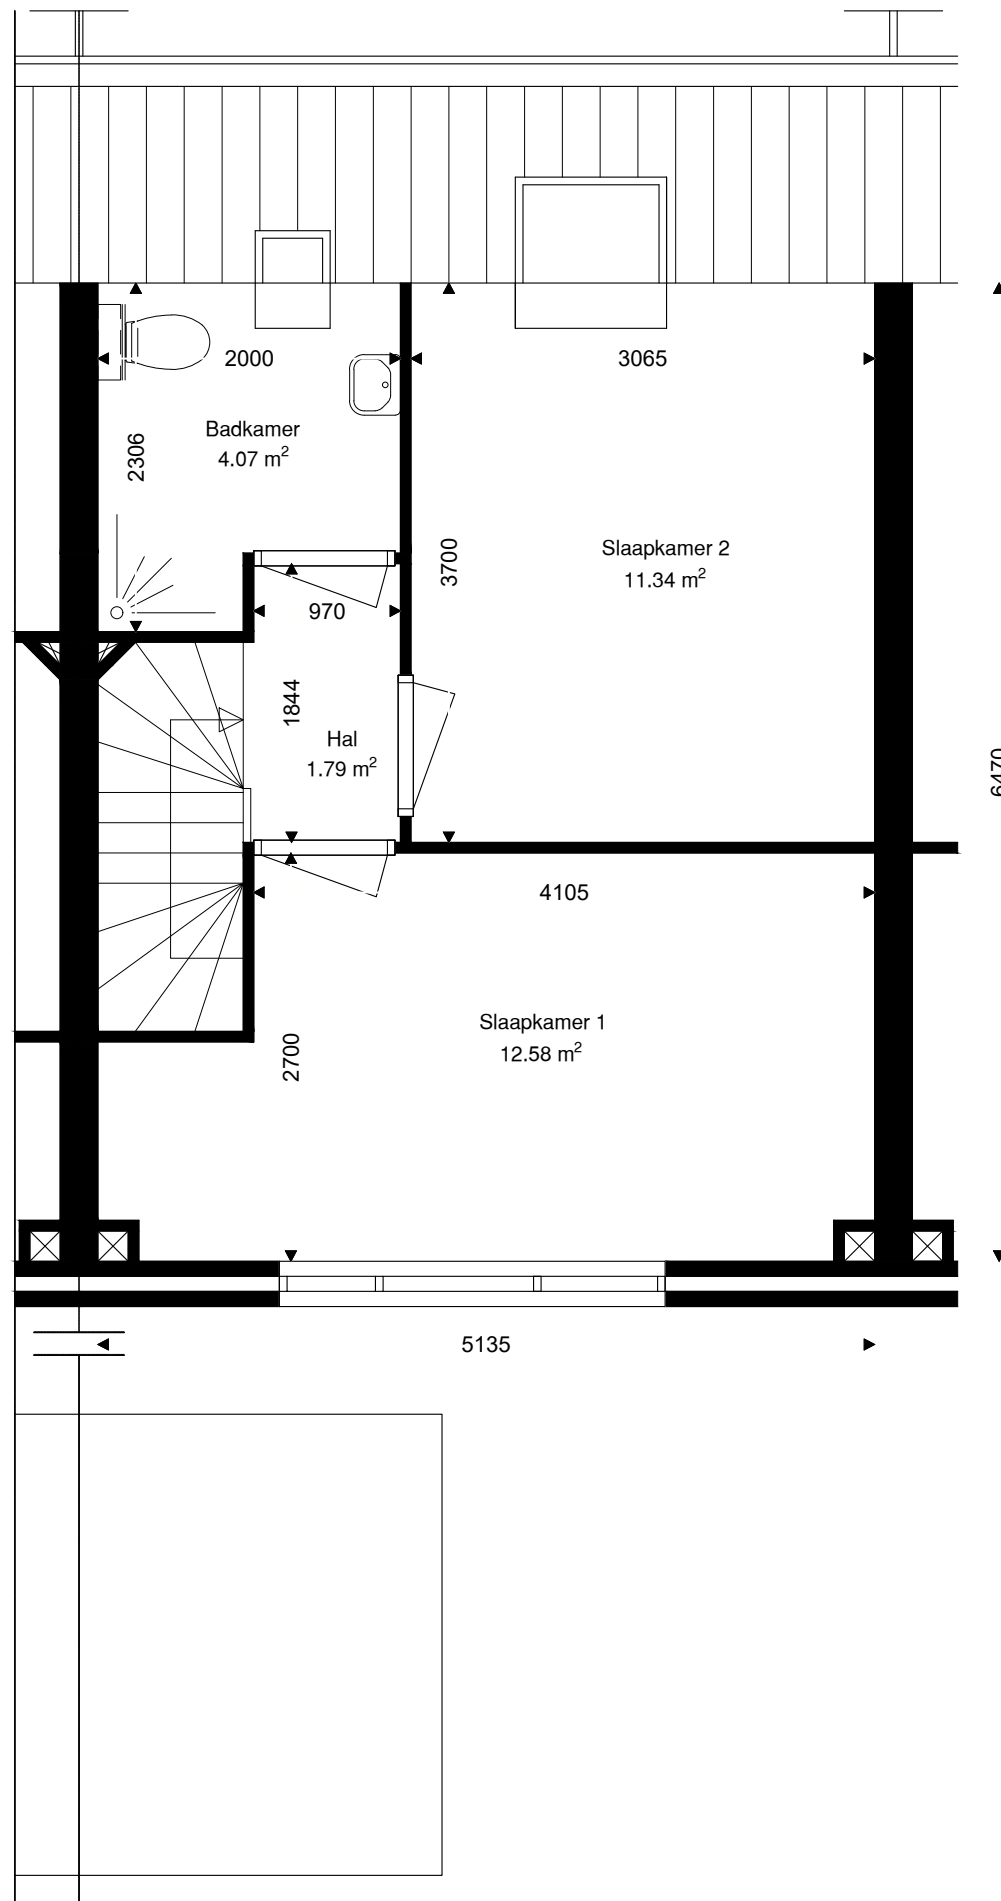 2000
3065
Badkamer
4.07 m²
2306
Slaapkamer 2
11.34 m²
3700
970
1844
Hal
1.79 m²
6470
4105
Slaapkamer 1
12.58 m²
2700
5135